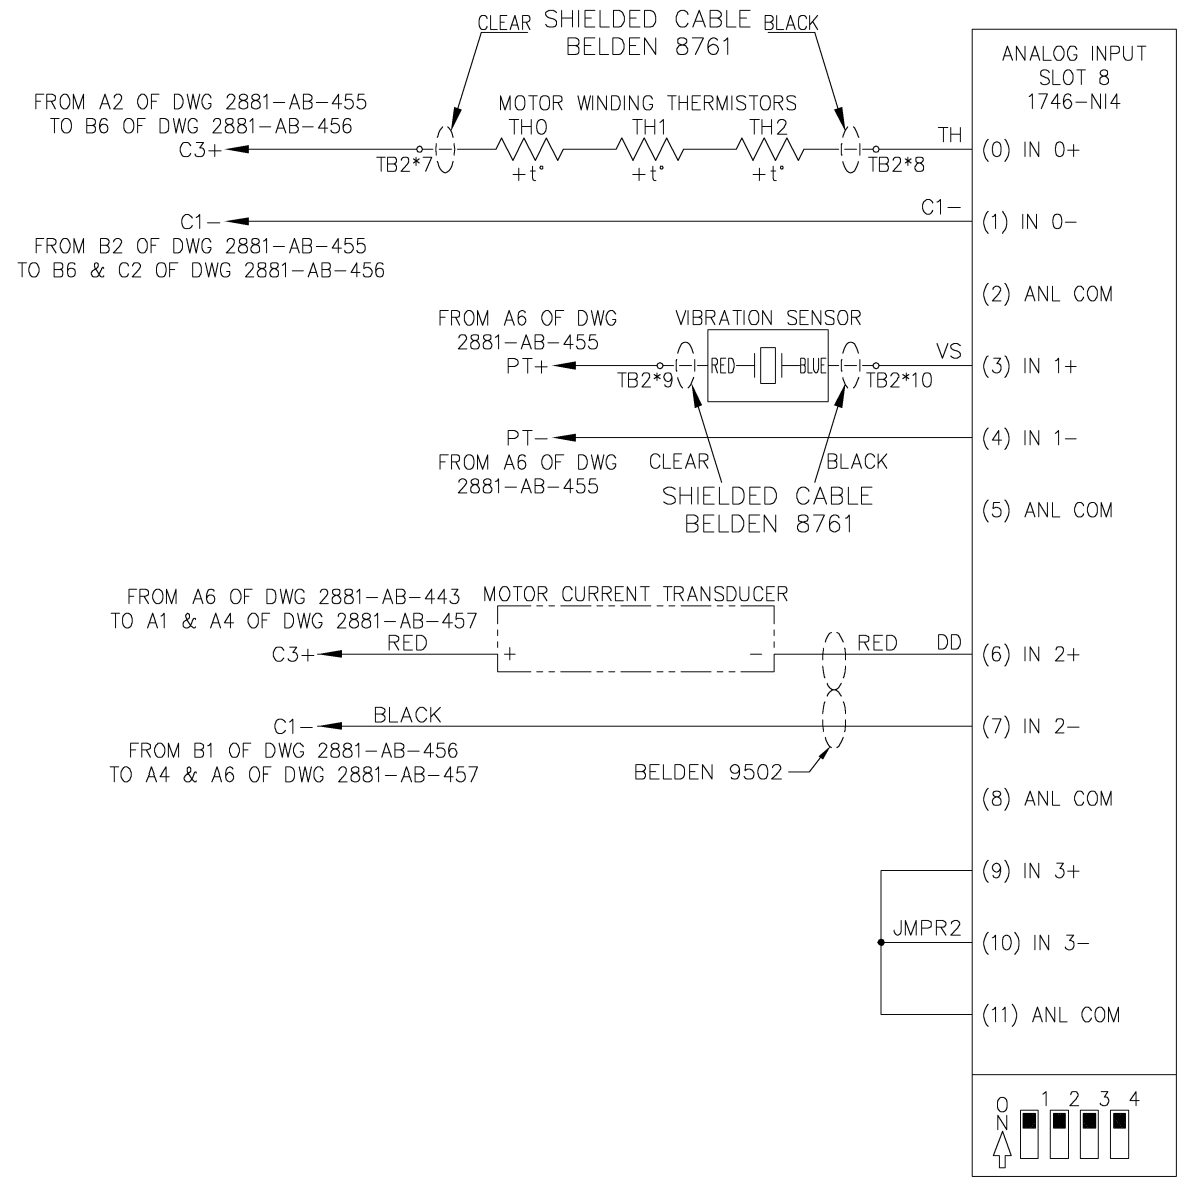 CLEAR SHIELDED CABLE BLACK
BELDEN 8761
ANALOG INPUT
SLOT 8
1746-NI4
FROM A2 OF DWG 2881-AB-455
TO B6 OF DWG 2881-AB-456
MOTOR WINDING THERMISTORS
TH0 TH1 TH2
C3+ TB2*7 +t° +t° +t° TB2*8 TH (0) IN 0+
C1- C1- (1) IN 0-
FROM B2 OF DWG 2881-AB-455
TO B6 & C2 OF DWG 2881-AB-456
(2) ANL COM
FROM A6 OF DWG
2881-AB-455
VIBRATION SENSOR
PT+ TB2*9 RED BLUE TB2*10 VS (3) IN 1+
PT- (4) IN 1-
FROM A6 OF DWG
2881-AB-455
CLEAR BLACK
SHIELDED CABLE
BELDEN 8761
(5) ANL COM
FROM A6 OF DWG 2881-AB-443
TO A1 & A4 OF DWG 2881-AB-457
MOTOR CURRENT TRANSDUCER
C3+ RED + - RED DD (6) IN 2+
C1- BLACK (7) IN 2-
FROM B1 OF DWG 2881-AB-456
TO A4 & A6 OF DWG 2881-AB-457
BELDEN 9502
(8) ANL COM
(9) IN 3+
JMPR2 (10) IN 3-
(11) ANL COM
ON 1 2 3 4